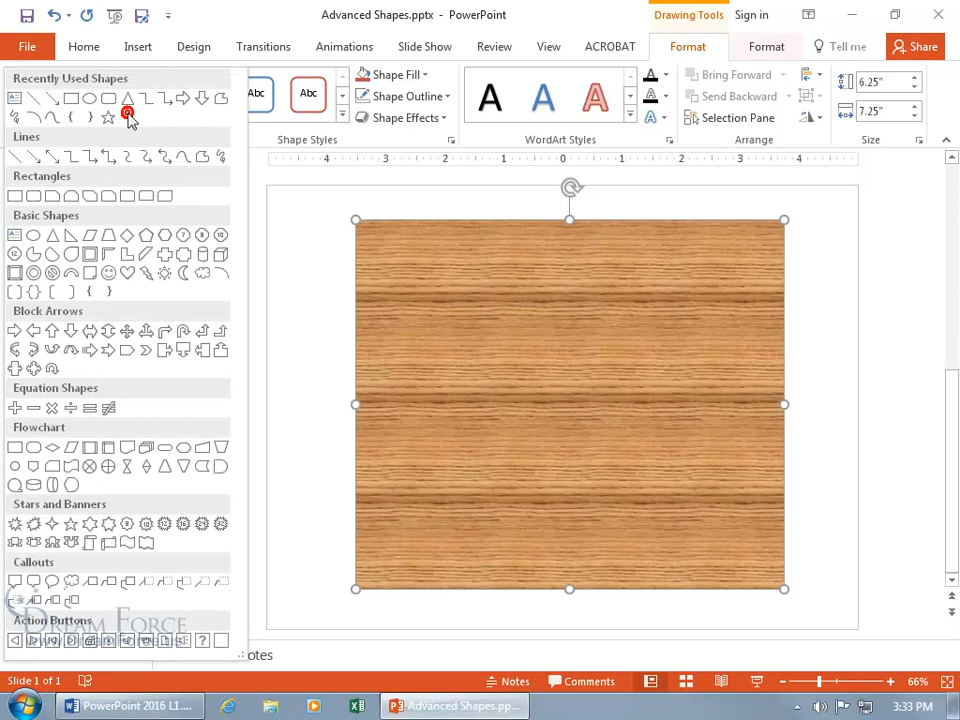 Advanced Shapes.pptx - PowerPoint
Drawing Tools
Sign in
File
Home
Insert
Design
Transitions
Animations
Slide Show
Review
View
ACROBAT
Format
Format
Tell me
Share
Recently Used Shapes
Lines
Rectangles
Basic Shapes
Block Arrows
Equation Shapes
Flowchart
Stars and Banners
Callouts
Action Buttons
Abc
Abc
Shape Fill
Shape Outline
Shape Effects
Shape Styles
A
A
A
A
A
A
WordArt Styles
Bring Forward
Send Backward
Selection Pane
Arrange
6.25"
7.25"
Size
4 3 2 1 0 1 2 3 4
DREAM FORCE
otes
Slide 1 of 1
Notes
Comments
66%
PowerPoint 2016 L1....
Advanced Shapes.pp...
3:33 PM